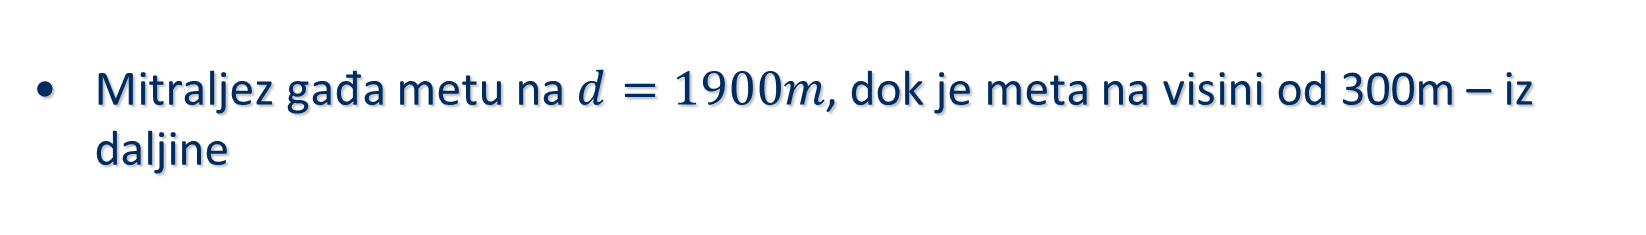 • Mitraljez gađa metu na d = 1900m, dok je meta na visini od 300m – iz
daljine